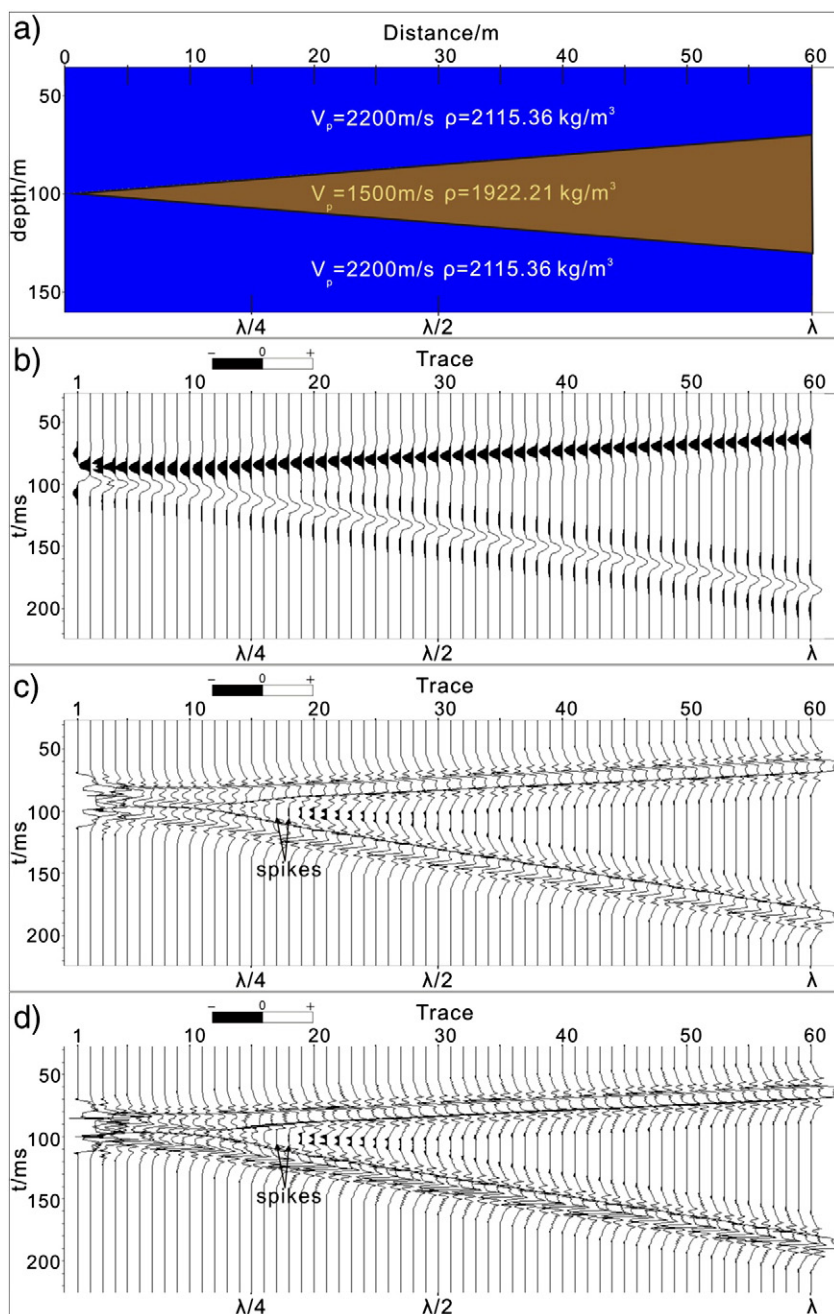 a)
Distance/m
0 10 20 30 40 50 60
depth/m
50
100
150
Vp=2200m/s ρ=2115.36 kg/m³
Vp=1500m/s ρ=1922.21 kg/m³
Vp=2200m/s ρ=2115.36 kg/m³
λ/4 λ/2 λ
b)
− 0 +
Trace
1 10 20 30 40 50 60
t/ms
50
100
150
200
λ/4 λ/2 λ
c)
− 0 +
Trace
1 10 20 30 40 50 60
t/ms
50
100
150
200
spikes
λ/4 λ/2 λ
d)
− 0 +
Trace
1 10 20 30 40 50 60
t/ms
50
100
150
200
spikes
λ/4 λ/2 λ